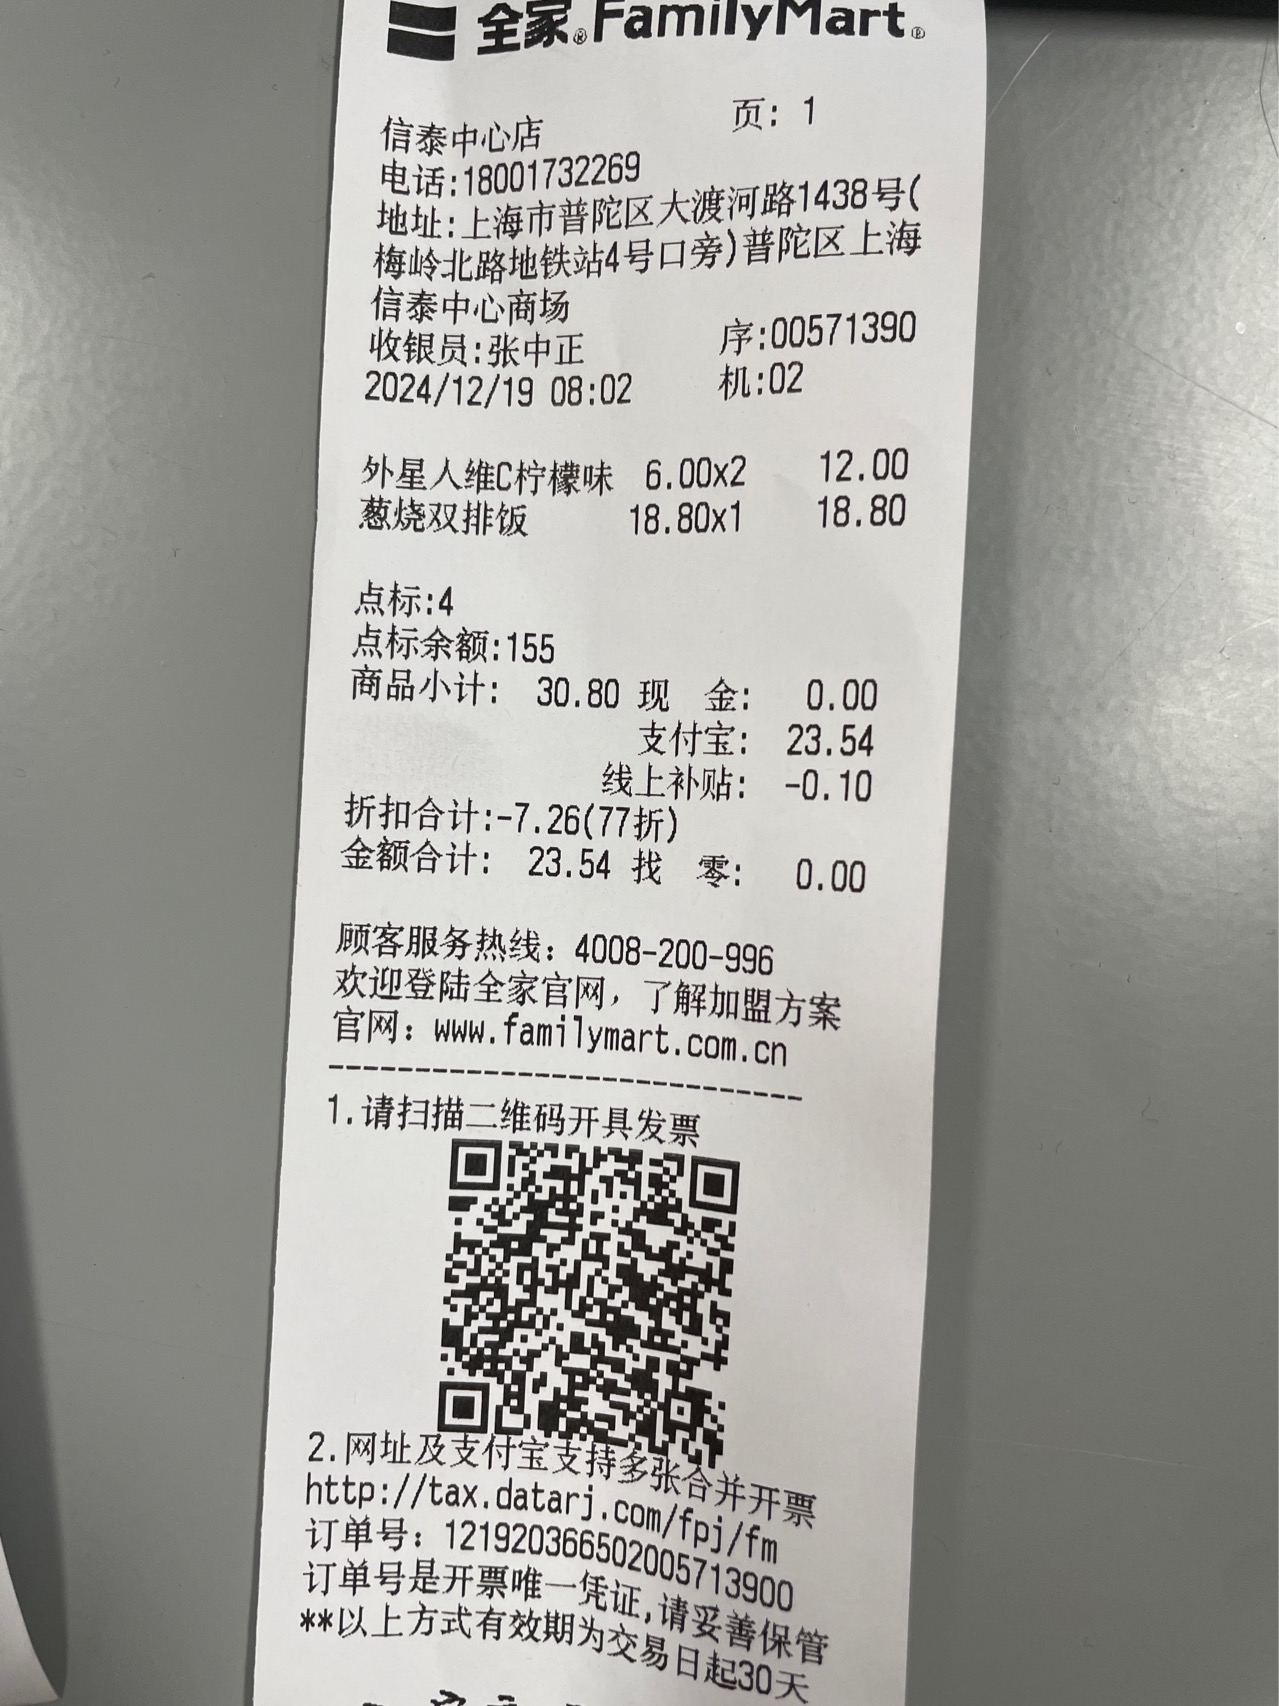 全家® FamilyMart®
页: 1
信泰中心店
电话:18001732269
地址:上海市普陀区大渡河路1438号(
梅岭北路地铁站4号口旁)普陀区上海
信泰中心商场
收银员:张中正 序:00571390
2024/12/19 08:02 机:02
外星人维C柠檬味 6.00x2 12.00
葱烧双排饭 18.80x1 18.80
点标:4
点标余额:155
商品小计: 30.80 现 金: 0.00
支付宝: 23.54
线上补贴: -0.10
折扣合计:-7.26(77折)
金额合计: 23.54 找 零: 0.00
顾客服务热线: 4008-200-996
欢迎登陆全家官网, 了解加盟方案
官网: www.familymart.com.cn
----------------------------
1.请扫描二维码开具发票
2.网址及支付宝支持多张合并开票
http://tax.datarj.com/fpj/fm
订单号: 121920366502005713900
订单号是开票唯一凭证,请妥善保管
**以上方式有效期为交易日起30天